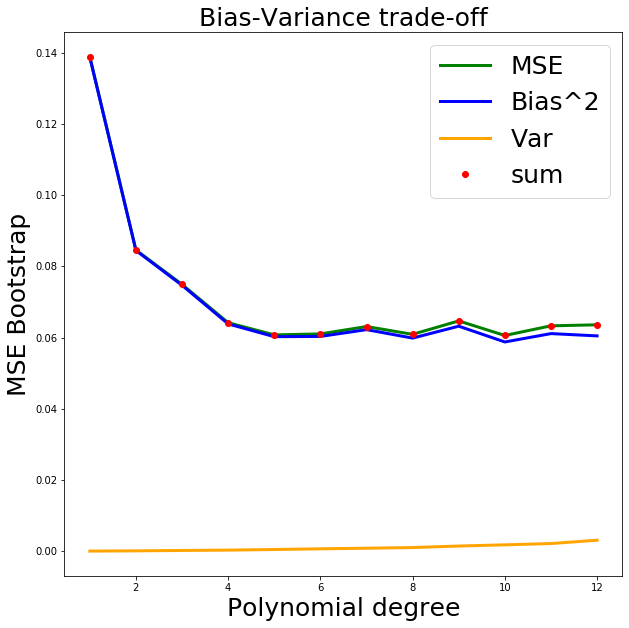 Bias-Variance trade-off
MSE
Bias^2
Var
sum
MSE Bootstrap
0.14
0.12
0.10
0.08
0.06
0.04
0.02
0.00
2
4
6
8
10
12
Polynomial degree